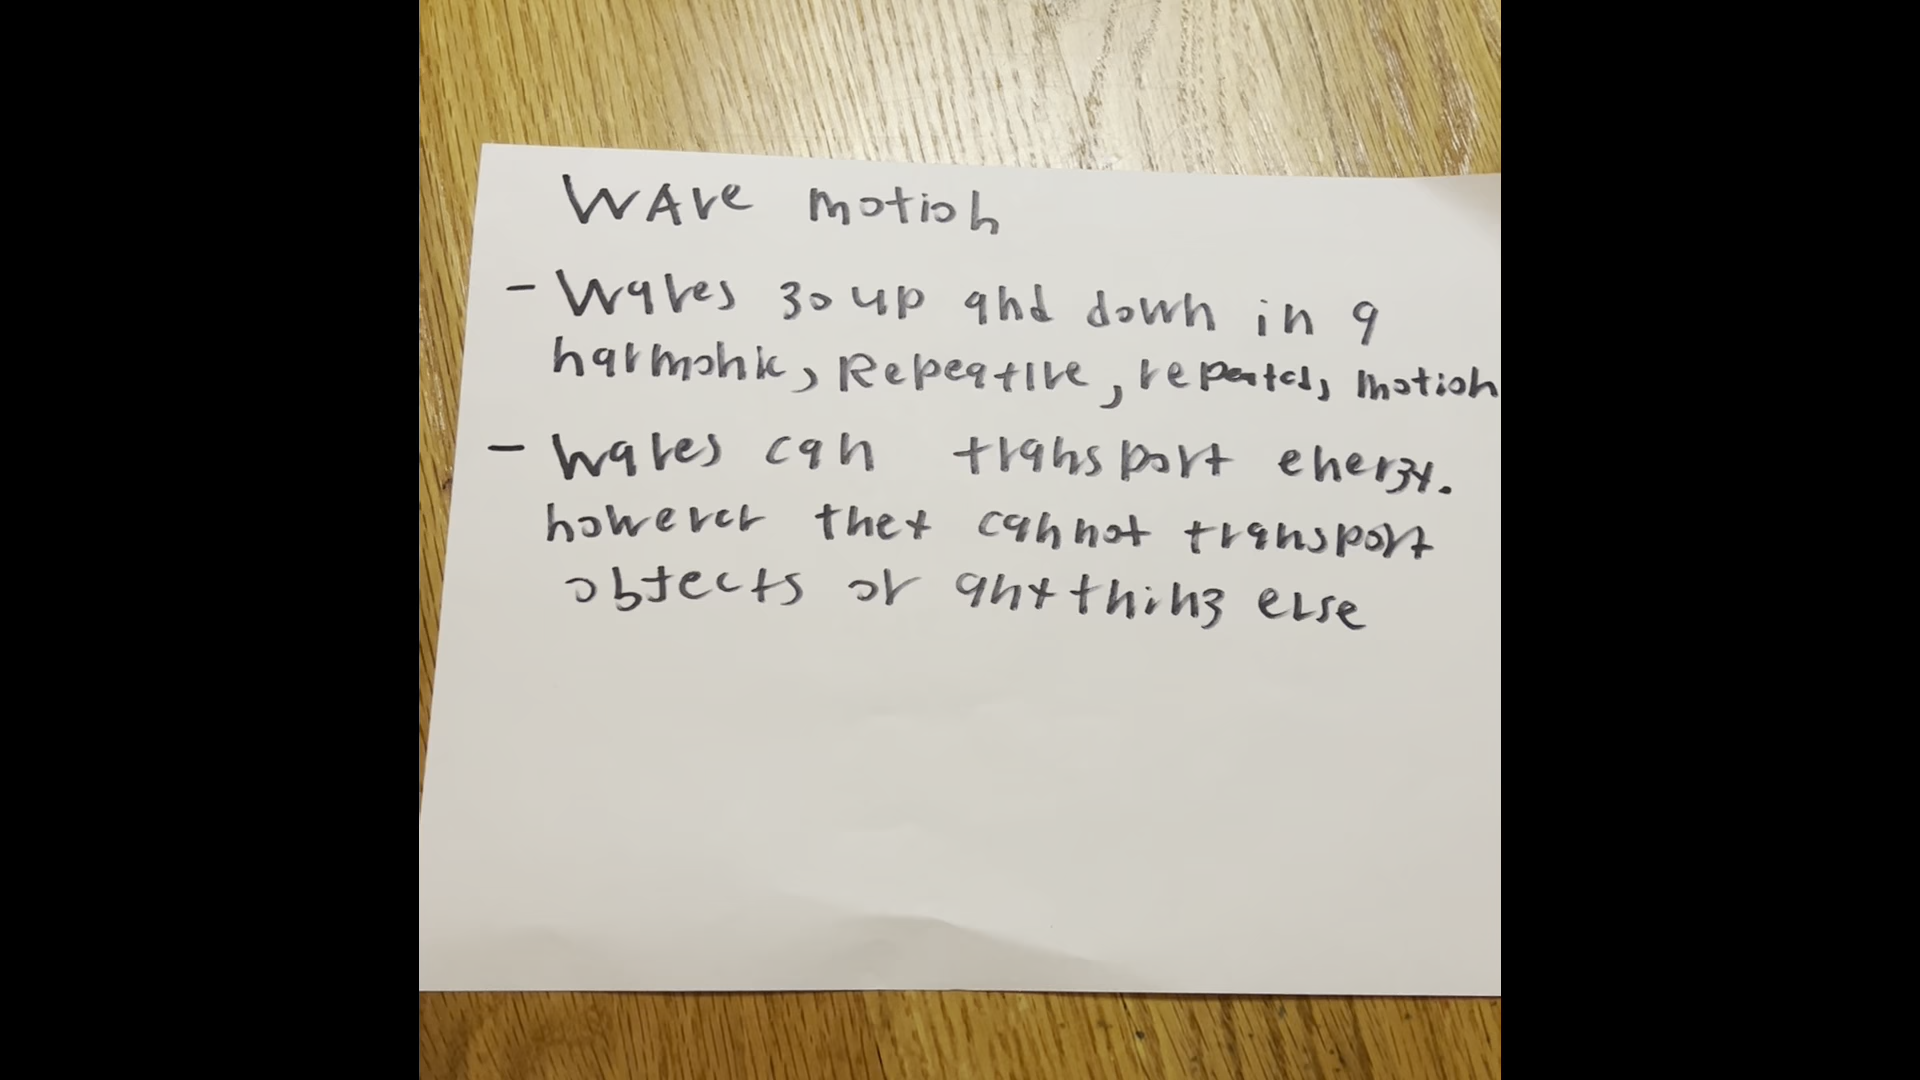 WAVE motion
- Waves go up and down in a
harmonic, Repeative, repeated, motion
- Waves can transport energy.
however they cannot transport
objects or anything else